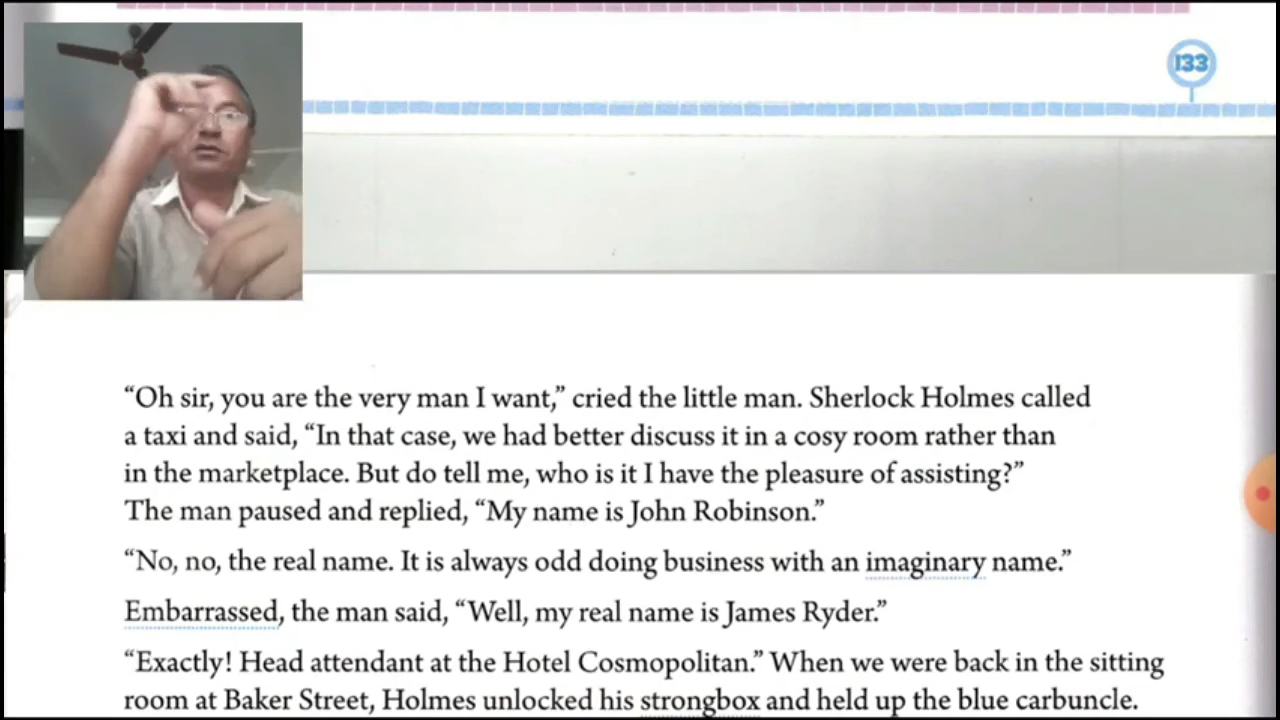 133
“Oh sir, you are the very man I want,” cried the little man. Sherlock Holmes called
a taxi and said, “In that case, we had better discuss it in a cosy room rather than
in the marketplace. But do tell me, who is it I have the pleasure of assisting?”
The man paused and replied, “My name is John Robinson.”
“No, no, the real name. It is always odd doing business with an imaginary name.”
Embarrassed, the man said, “Well, my real name is James Ryder.”
“Exactly! Head attendant at the Hotel Cosmopolitan.” When we were back in the sitting
room at Baker Street, Holmes unlocked his strongbox and held up the blue carbuncle.